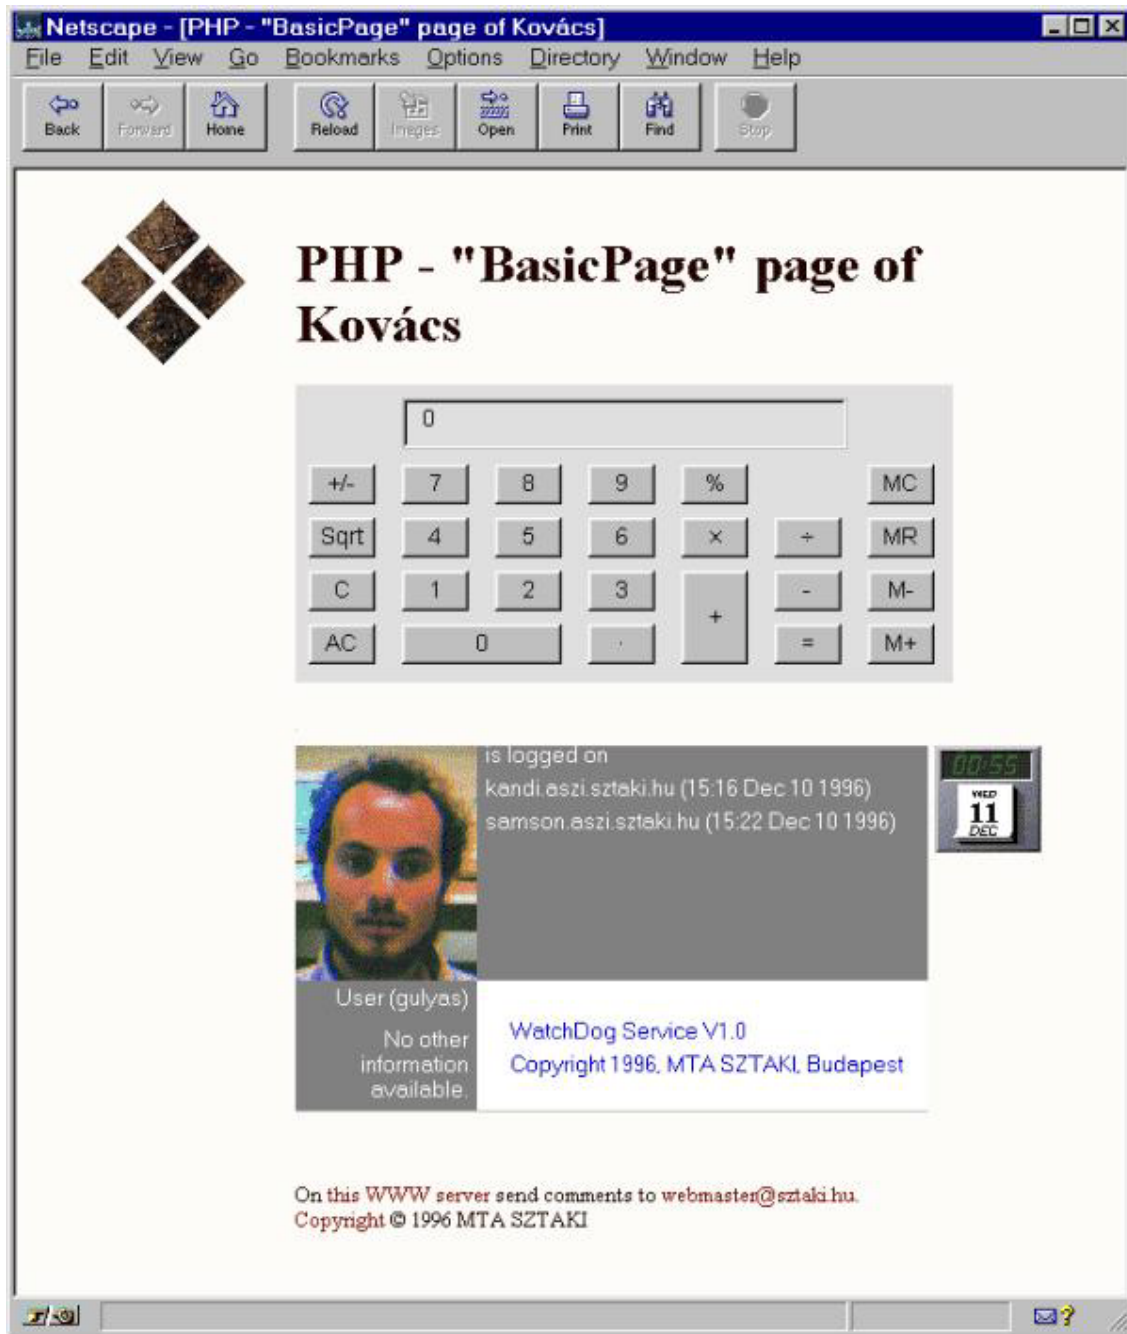 Netscape - [PHP - "BasicPage" page of Kovács]
File Edit View Go Bookmarks Options Directory Window Help
Back Forward Home Reload Images Open Print Find Stop
PHP - "BasicPage" page of
Kovács
0
+/- 7 8 9 % MC
Sqrt 4 5 6 × ÷ MR
C 1 2 3 + - M-
AC 0 · = M+
is logged on
kandi.aszi.sztaki.hu (15:16 Dec 10 1996)
samson.aszi.sztaki.hu (15:22 Dec 10 1996)
00:55
WED
11
DEC
User (gulyas)
No other
information
available.
WatchDog Service V1.0
Copyright 1996, MTA SZTAKI, Budapest
On this WWW server send comments to webmaster@sztaki.hu.
Copyright © 1996 MTA SZTAKI